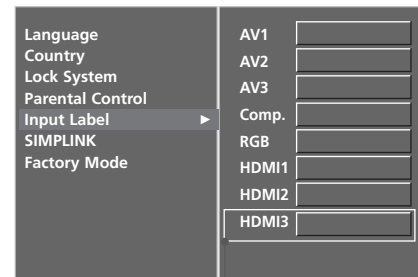 Language
Country
Lock System
Parental Control
Input Label ►
SIMPLINK
Factory Mode
AV1
AV2
AV3
Comp.
RGB
HDMI1
HDMI2
HDMI3